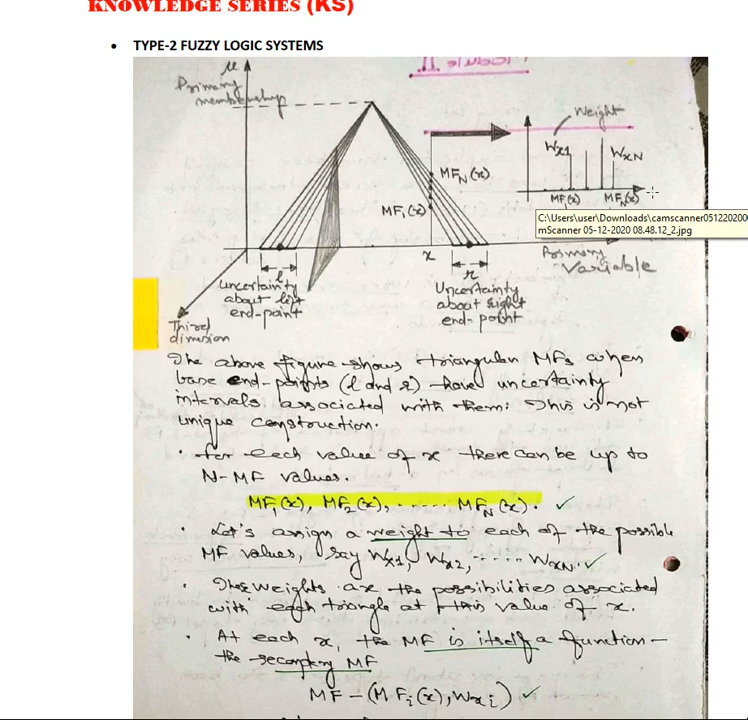 KNOWLEDGE SERIES (KS)
• TYPE-2 FUZZY LOGIC SYSTEMS
μ
Primary
membership
Weight
Wx1
WxN
MFN(x)
MF1(x)
MF1(x) MFN(x)
C:\Users\user\Downloads\camscanner0512202000
mScanner 05-12-2020 08.48.12_2.jpg
x
Primary
Variable
l
r
uncertainty
about left
end-point
Uncertainty
about right
end-point
Third
dimension
The above figure shows triangular MFs when
base end-points (l and r) have uncertainty
intervals associated with them. This is not
unique construction.
• for each value of x there can be up to
N-MF values.
MF1(x), MF2(x), ...... MFN(x). ✓
• Let's assign a weight to each of the possible
MF values, say Wx1, Wx2, ...... WxN. ✓
• These weights are the possibilities associated
with each triangle at this value of x.
• At each x, the MF is itself a function —
the secondary MF
MF — (MFi(x), Wxi) ✓